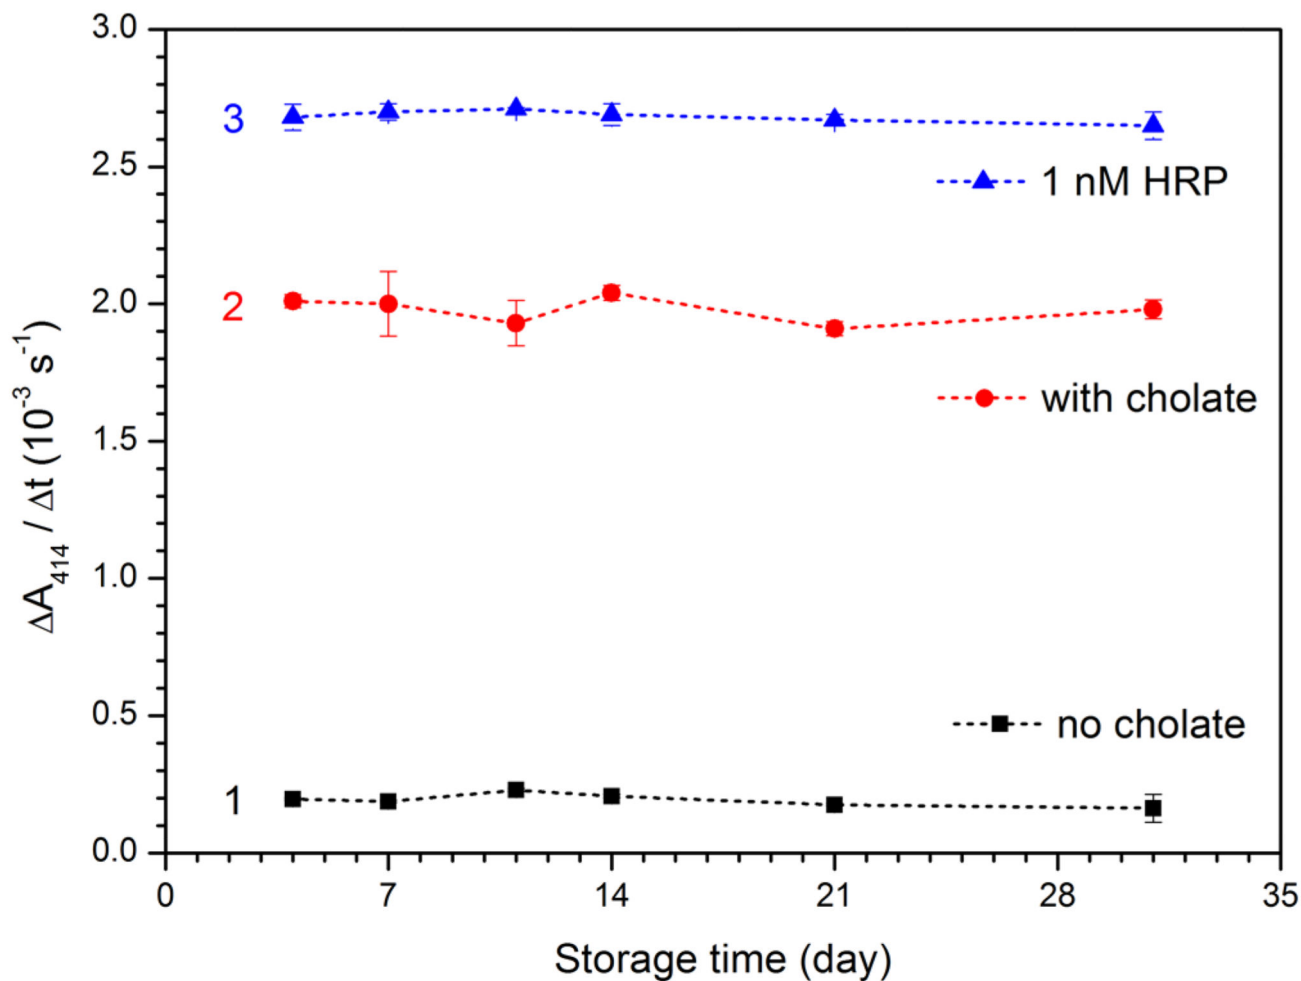 3.0
3
2.5
1 nM HRP
2
2.0
with cholate
1.5
ΔA₄₁₄ / Δt (10⁻³ s⁻¹)
1.0
0.5
no cholate
1
0.0
0 7 14 21 28 35
Storage time (day)